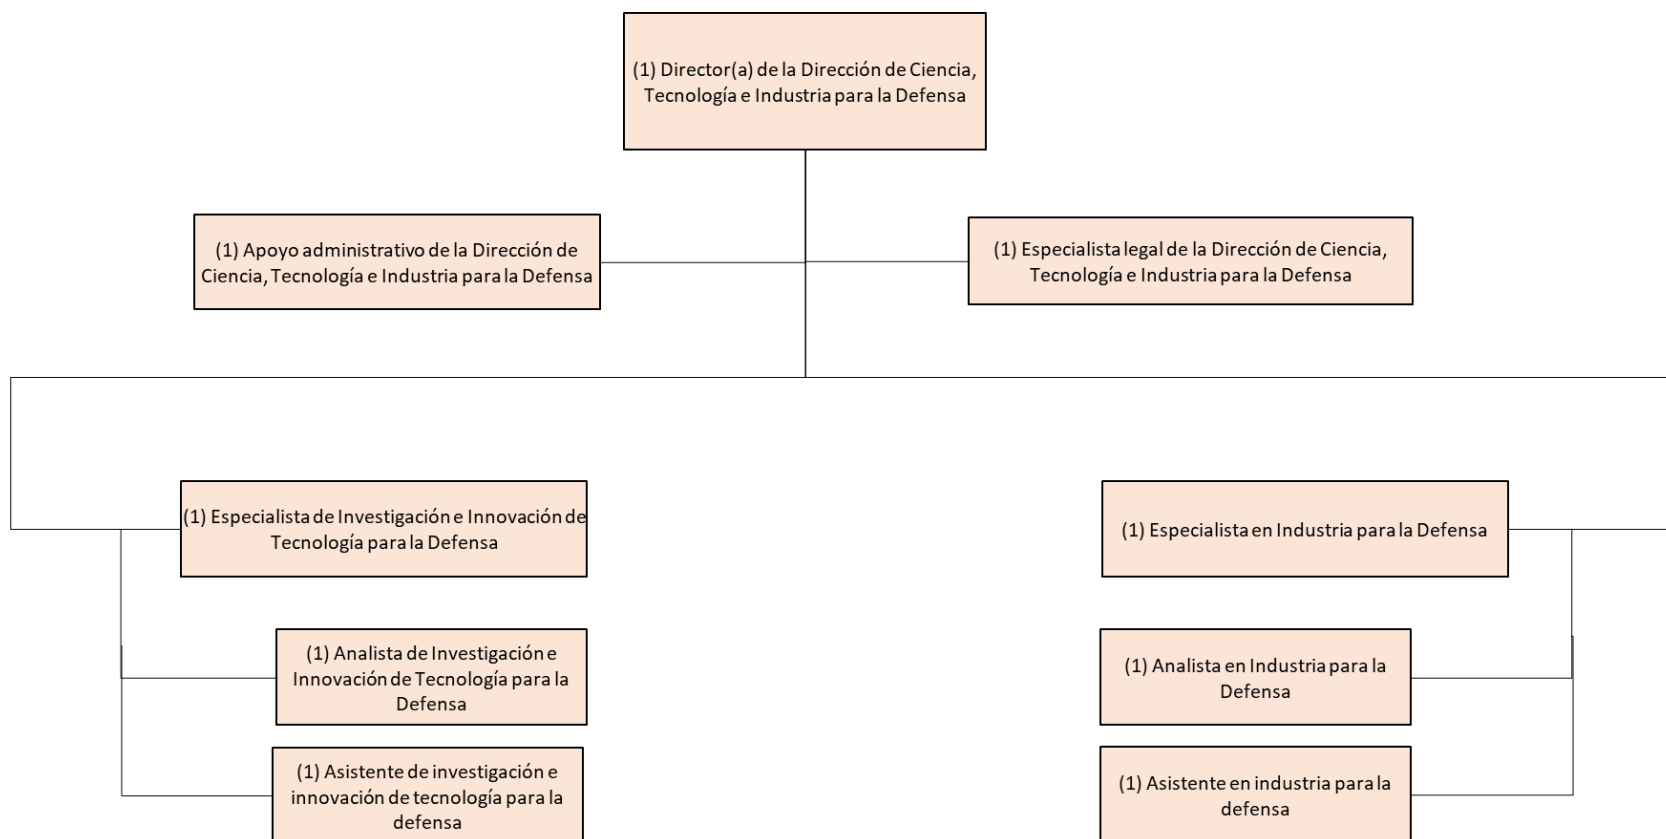 (1) Director(a) de la Dirección de Ciencia,
Tecnología e Industria para la Defensa
(1) Apoyo administrativo de la Dirección de
Ciencia, Tecnología e Industria para la Defensa
(1) Especialista legal de la Dirección de Ciencia,
Tecnología e Industria para la Defensa
(1) Especialista de Investigación e Innovación de
Tecnología para la Defensa
(1) Especialista en Industria para la Defensa
(1) Analista de Investigación e
Innovación de Tecnología para la
Defensa
(1) Analista en Industria para la
Defensa
(1) Asistente de investigación e
innovación de tecnología para la
defensa
(1) Asistente en industria para la
defensa